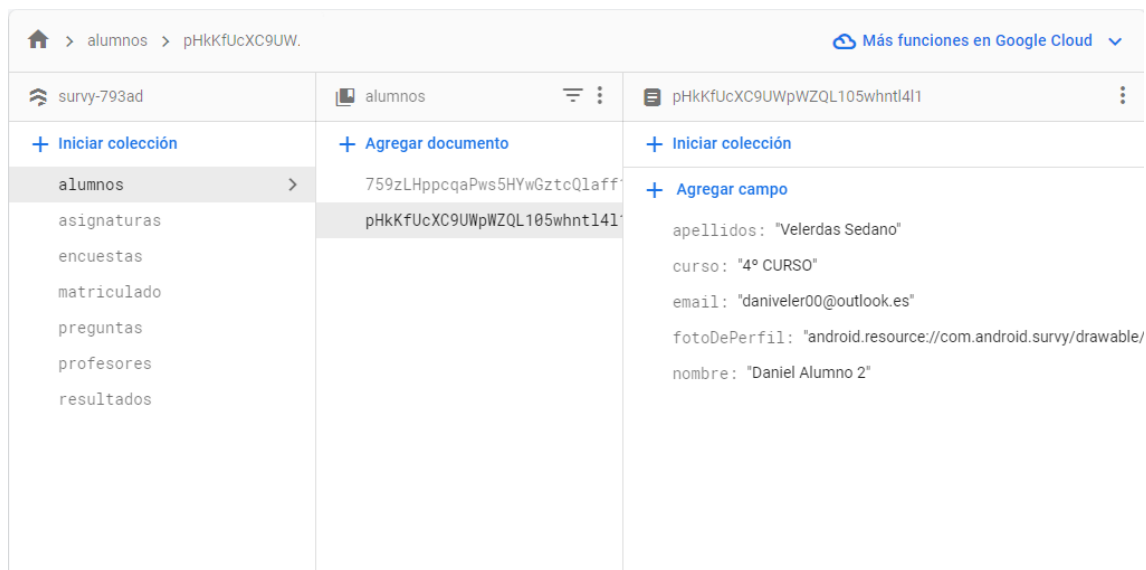 alumnos > pHkKfUcXC9UW.
Más funciones en Google Cloud
survy-793ad
alumnos
pHkKfUcXC9UWpWZQL105whntl4l1
+ Iniciar colección
+ Agregar documento
+ Iniciar colección
alumnos
asignaturas
encuestas
matriculado
preguntas
profesores
resultados
759zLHppcqaPws5HYwGztcQlaff
pHkKfUcXC9UWpWZQL105whntl4l1
+ Agregar campo
apellidos: "Velerdas Sedano"
curso: "4º CURSO"
email: "daniveler00@outlook.es"
fotoDePerfil: "android.resource://com.android.survy/drawable/
nombre: "Daniel Alumno 2"